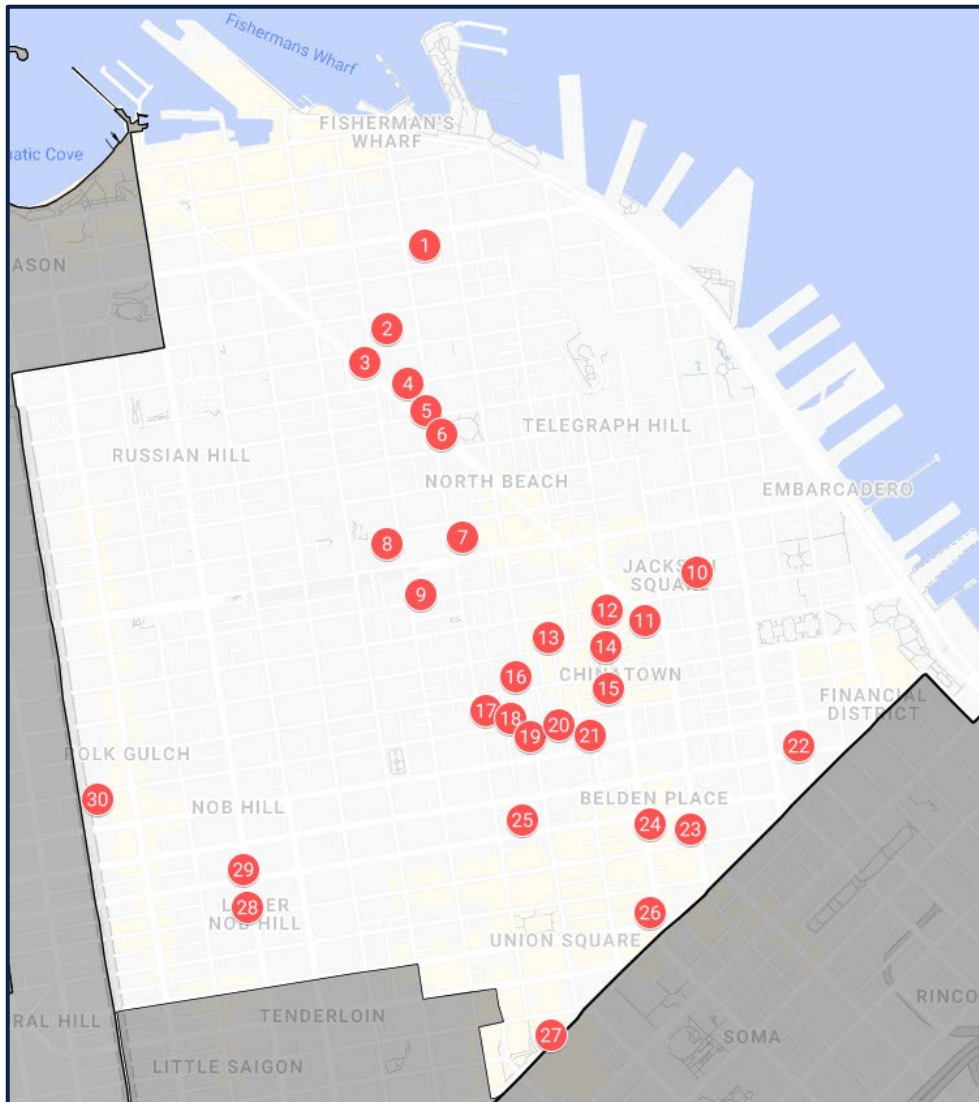 Fishermans Wharf
FISHERMAN'S
WHARF
atic Cove
1
ASON
2
3
4
5
TELEGRAPH HILL
6
RUSSIAN HILL
NORTH BEACH
EMBARCADERO
7
8
JACKS N
SQUARE
10
9
12
11
13
14
16
CHINATOWN
15
FINANCIAL
DISTRICT
17
18
20
19
21
22
POLK GULCH
30
NOB HILL
BELDEN PLACE
25
24
23
29
28
L ER
NOB HILL
26
UNION SQUARE
RINCO
RAL HILL
TENDERLOIN
27
SOMA
LITTLE SAIGON